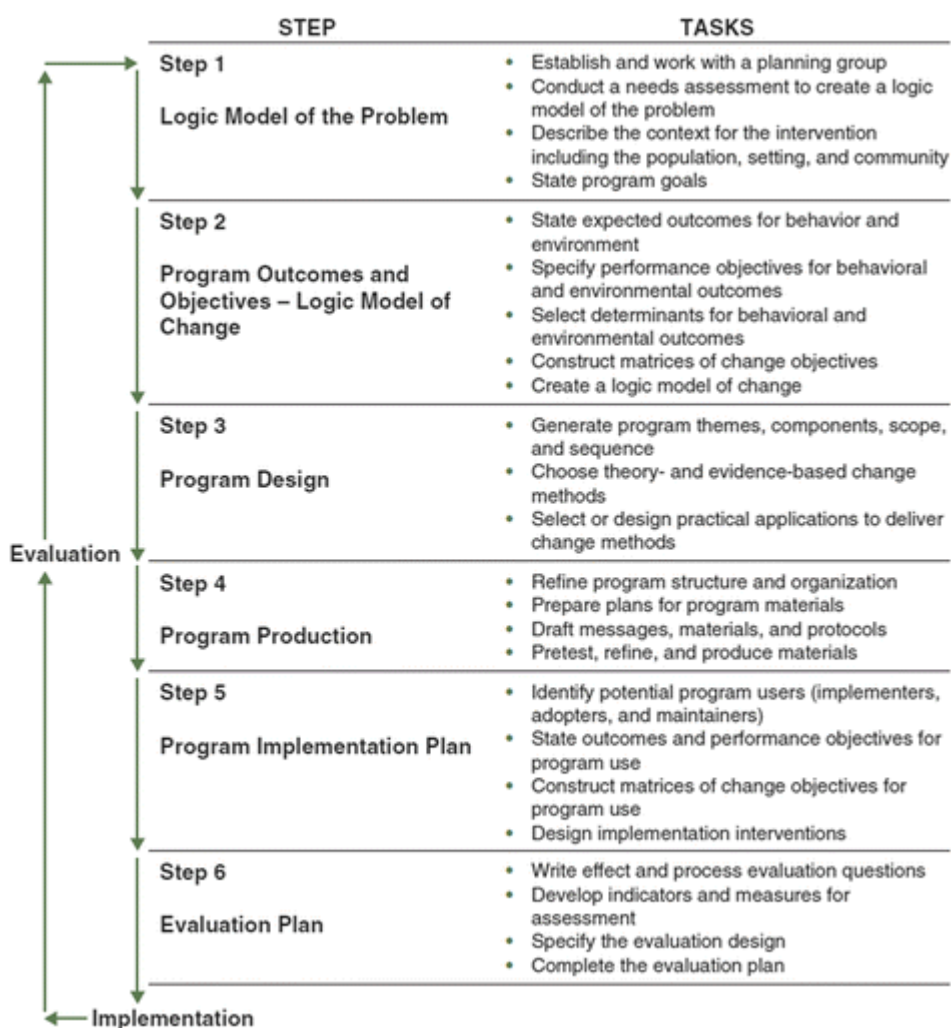 STEP TASKS
Step 1
Logic Model of the Problem
• Establish and work with a planning group
• Conduct a needs assessment to create a logic
model of the problem
• Describe the context for the intervention
including the population, setting, and community
• State program goals
Step 2
Program Outcomes and
Objectives – Logic Model of
Change
• State expected outcomes for behavior and
environment
• Specify performance objectives for behavioral
and environmental outcomes
• Select determinants for behavioral and
environmental outcomes
• Construct matrices of change objectives
• Create a logic model of change
Step 3
Program Design
• Generate program themes, components, scope,
and sequence
• Choose theory- and evidence-based change
methods
• Select or design practical applications to deliver
change methods
Evaluation
Step 4
Program Production
• Refine program structure and organization
• Prepare plans for program materials
• Draft messages, materials, and protocols
• Pretest, refine, and produce materials
Step 5
Program Implementation Plan
• Identify potential program users (implementers,
adopters, and maintainers)
• State outcomes and performance objectives for
program use
• Construct matrices of change objectives for
program use
• Design implementation interventions
Step 6
Evaluation Plan
• Write effect and process evaluation questions
• Develop indicators and measures for
assessment
• Specify the evaluation design
• Complete the evaluation plan
Implementation